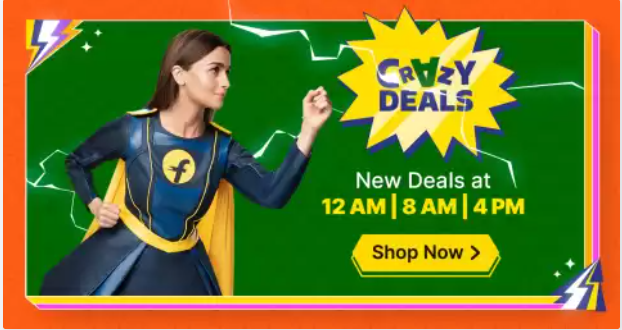 CRAZY
DEALS
New Deals at
12 AM | 8 AM | 4 PM
Shop Now >
f